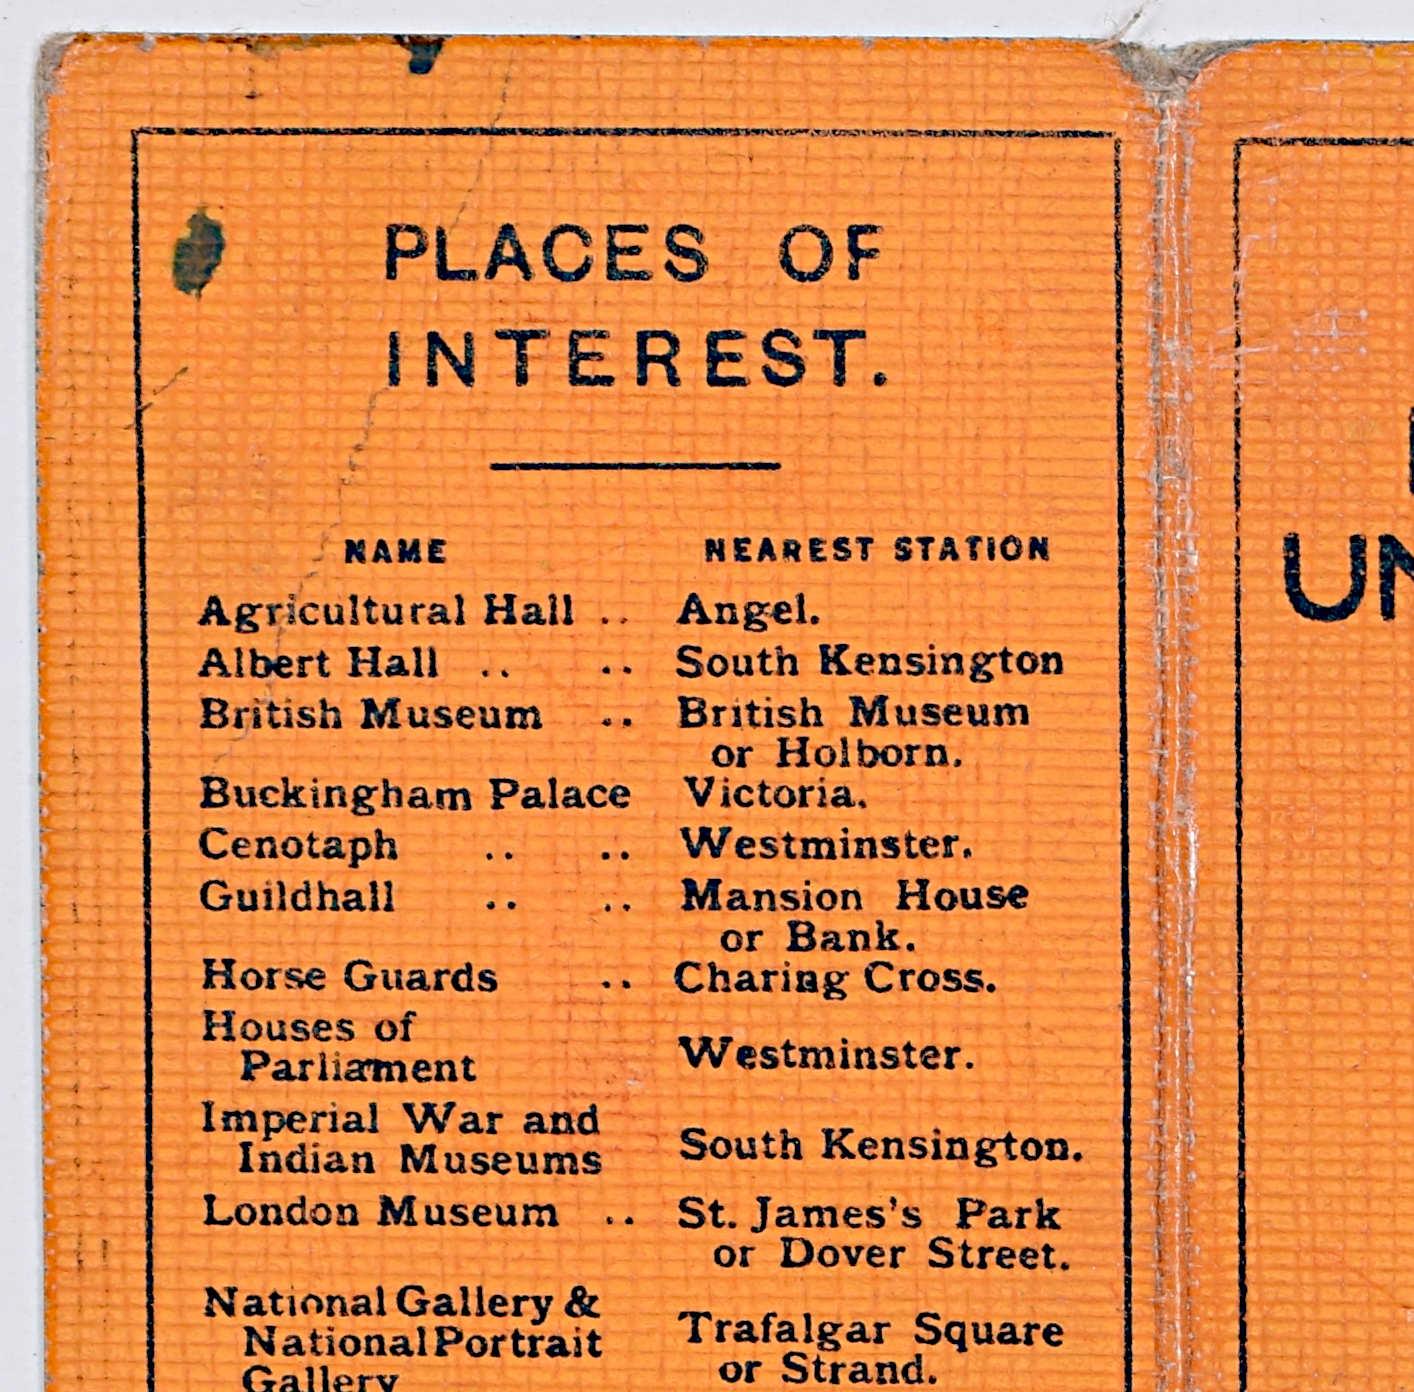 PLACES OF
INTEREST.
NAME NEAREST STATION
Agricultural Hall .. Angel.
Albert Hall .. .. South Kensington
British Museum .. British Museum
or Holborn.
Buckingham Palace Victoria.
Cenotaph .. .. Westminster.
Guildhall .. .. Mansion House
or Bank.
Horse Guards .. Charing Cross.
Houses of
Parliament Westminster.
Imperial War and
Indian Museums South Kensington.
London Museum .. St. James's Park
or Dover Street.
National Gallery &
National Portrait Trafalgar Square
Gallery or Strand.
UN